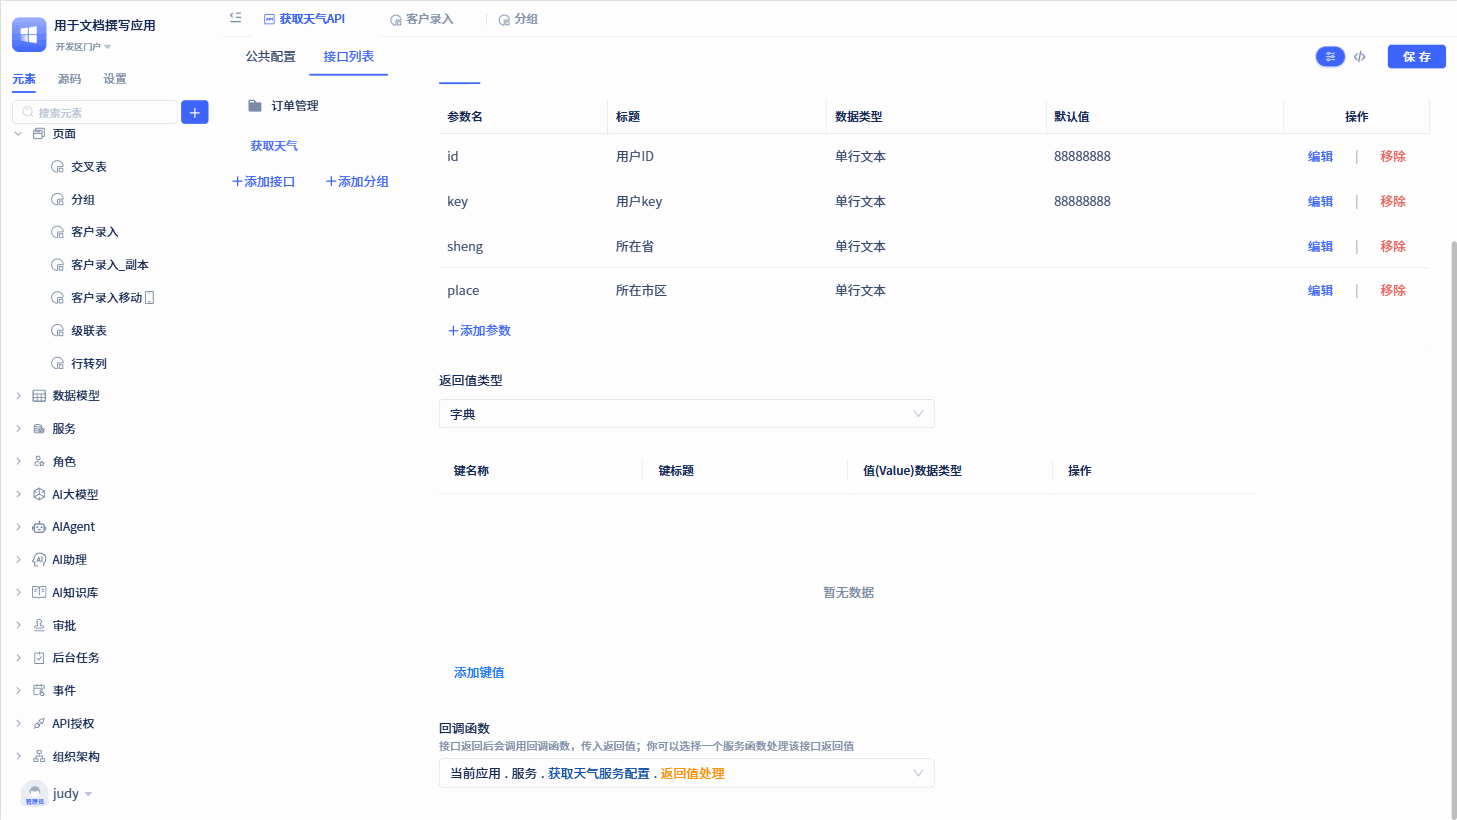 用于文档撰写应用
开发区门户
元素 源码 设置
搜索元素
页面
交叉表
分组
客户录入
客户录入_副本
客户录入移动
级联表
行转列
数据模型
服务
角色
AI大模型
AIAgent
AI助理
AI知识库
审批
后台任务
事件
API授权
组织架构
管理员 judy
获取天气API 客户录入 分组
公共配置 接口列表
保存
订单管理
获取天气
添加接口 添加分组
参数名 标题 数据类型 默认值 操作
id 用户ID 单行文本 88888888 编辑 | 移除
key 用户key 单行文本 88888888 编辑 | 移除
sheng 所在省 单行文本 编辑 | 移除
place 所在市区 单行文本 编辑 | 移除
添加参数
返回值类型
字典
键名称 键标题 值(Value)数据类型 操作
暂无数据
添加键值
回调函数
接口返回后会调用回调函数，传入返回值；你可以选择一个服务函数处理该接口返回值
当前应用 . 服务 . 获取天气服务配置 . 返回值处理